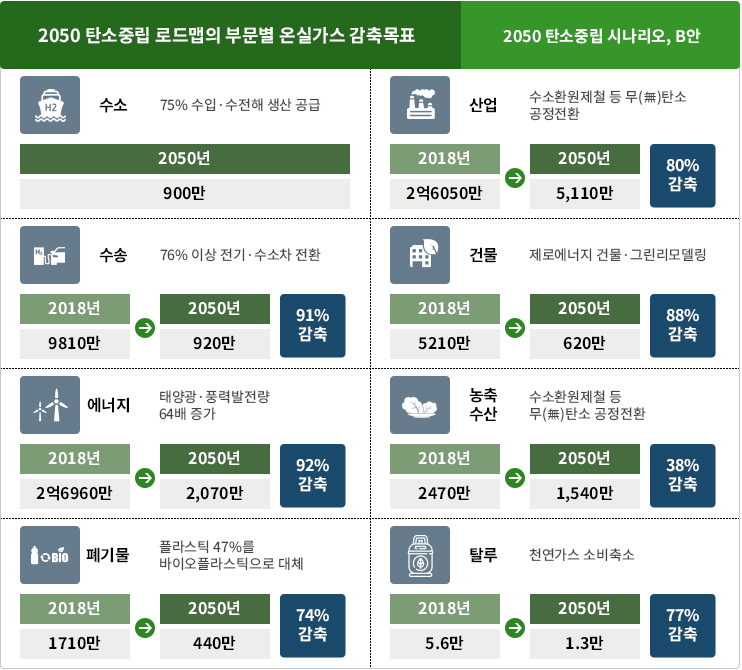 2050 탄소중립 로드맵의 부문별 온실가스 감축목표
2050 탄소중립 시나리오, B안
H2
수소
75% 수입·수전해 생산 공급
2050년
900만
산업
수소환원제철 등 무(無)탄소
공정전환
2018년
2050년
2억6050만
5,110만
80%
감축
H₂
수송
76% 이상 전기·수소차 전환
2018년
2050년
9810만
920만
91%
감축
건물
제로에너지 건물·그린리모델링
2018년
2050년
5210만
620만
88%
감축
에너지
태양광·풍력발전량
64배 증가
2018년
2050년
2억6960만
2,070만
92%
감축
농축
수산
수소환원제철 등
무(無)탄소 공정전환
2018년
2050년
2470만
1,540만
38%
감축
BIO
폐기물
플라스틱 47%를
바이오플라스틱으로 대체
2018년
2050년
1710만
440만
74%
감축
탈루
천연가스 소비축소
2018년
2050년
5.6만
1.3만
77%
감축